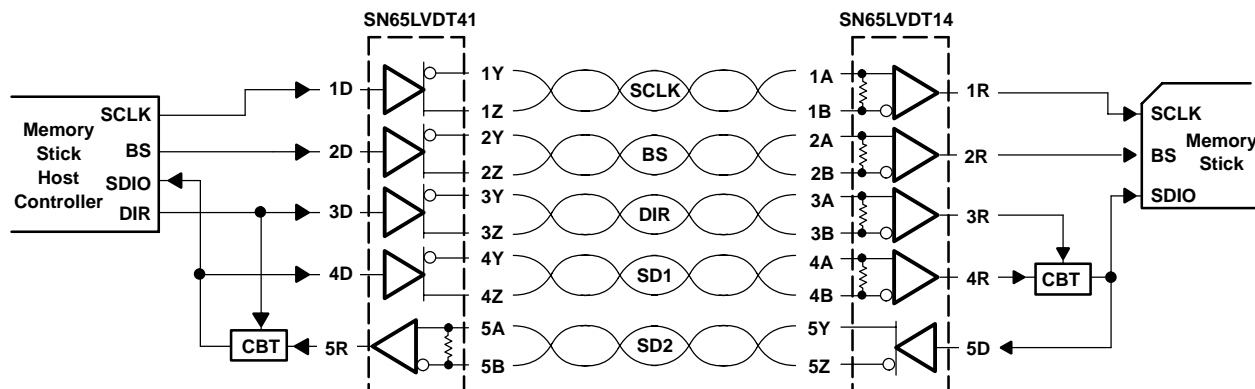 SN65LVDT41
SN65LVDT14
Memory
Stick
Host
Controller
SCLK
BS
SDIO
DIR
1D
2D
3D
4D
5R
CBT
1Y
1Z
2Y
2Z
3Y
3Z
4Y
4Z
5A
5B
SCLK
BS
DIR
SD1
SD2
1A
1B
2A
2B
3A
3B
4A
4B
5Y
5Z
1R
2R
3R
4R
5D
CBT
SCLK
BS
SDIO
Memory
Stick